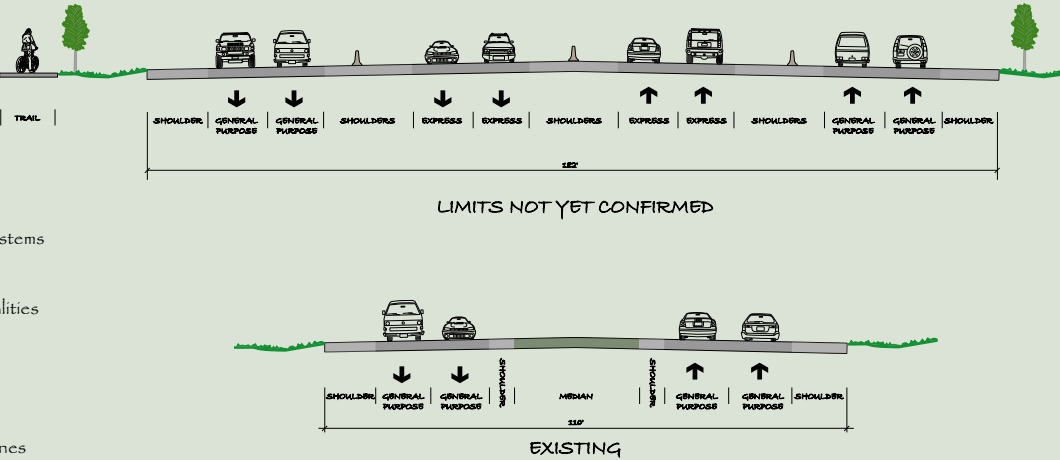 TRAIL
SHOULDER GENERAL PURPOSE GENERAL PURPOSE SHOULDERS EXPRESS EXPRESS SHOULDERS EXPRESS EXPRESS SHOULDERS GENERAL PURPOSE GENERAL PURPOSE SHOULDER
182'
LIMITS NOT YET CONFIRMED
stems
lities
SHOULDER GENERAL PURPOSE GENERAL PURPOSE SHOULDER MEDIAN SHOULDER GENERAL PURPOSE GENERAL PURPOSE SHOULDER
110'
EXISTING
nes